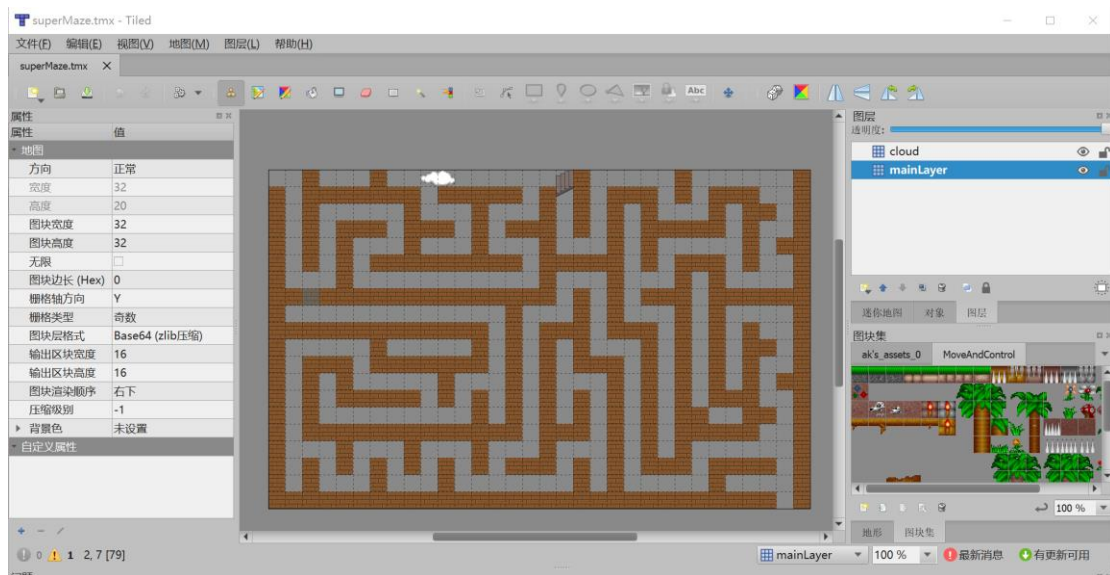 superMaze.tmx - Tiled
文件(F) 编辑(E) 视图(V) 地图(M) 图层(L) 帮助(H)
superMaze.tmx
Abc
属性
属性 值
地图
方向 正常
宽度 32
高度 20
图块宽度 32
图块高度 32
无限
图块边长 (Hex) 0
栅格轴方向 Y
栅格类型 奇数
图块层格式 Base64 (zlib压缩)
输出区块宽度 16
输出区块高度 16
图块渲染顺序 右下
压缩级别 -1
背景色 未设置
自定义属性
图层
透明度:
cloud
mainLayer
迷你地图 对象 图层
图块集
ak's_assets_0 MoveAndControl
100 %
地形 图块集
0 1 2, 7 [79]
mainLayer 100 % 最新消息 有更新可用